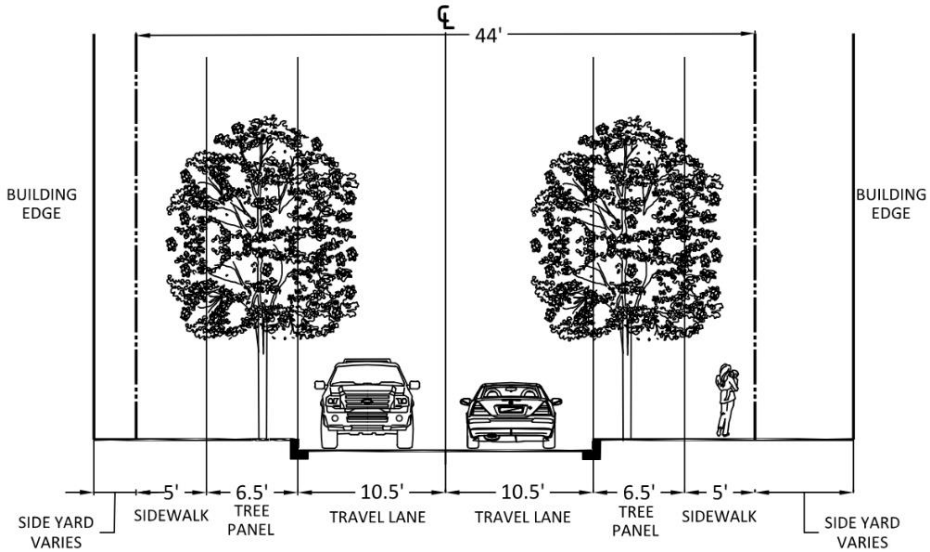 ℄
44'
BUILDING
EDGE
BUILDING
EDGE
5'
6.5'
10.5'
10.5'
6.5'
5'
SIDE YARD
VARIES
SIDEWALK
TREE
PANEL
TRAVEL LANE
TRAVEL LANE
TREE
PANEL
SIDEWALK
SIDE YARD
VARIES